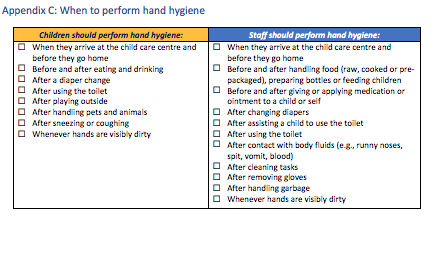 Appendix C: When to perform hand hygiene
Children should perform hand hygiene:
☐ When they arrive at the child care centre and
before they go home
☐ Before and after eating and drinking
☐ After a diaper change
☐ After using the toilet
☐ After playing outside
☐ After handling pets and animals
☐ After sneezing or coughing
☐ Whenever hands are visibly dirty
Staff should perform hand hygiene:
☐ When they arrive at the child care centre and
before they go home
☐ Before and after handling food (raw, cooked or pre-
packaged), preparing bottles or feeding children
☐ Before and after giving or applying medication or
ointment to a child or self
☐ After changing diapers
☐ After assisting a child to use the toilet
☐ After using the toilet
☐ After contact with body fluids (e.g., runny noses,
spit, vomit, blood)
☐ After cleaning tasks
☐ After removing gloves
☐ After handling garbage
☐ Whenever hands are visibly dirty